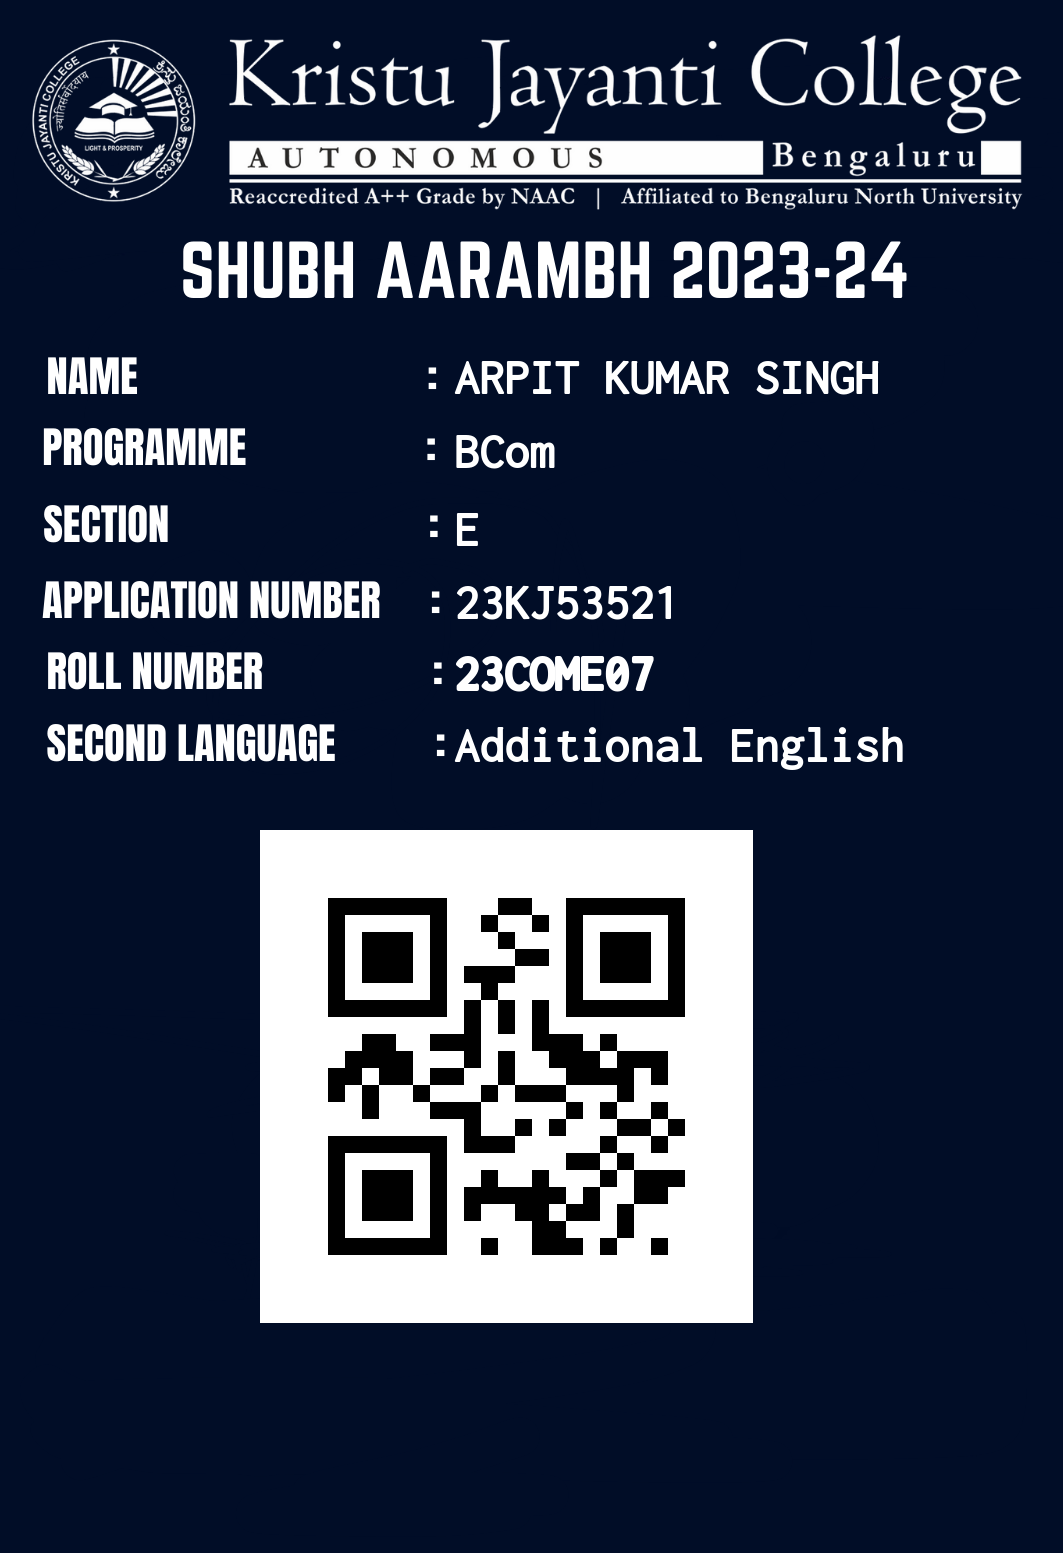 Kristu Jayanti College
AUTONOMOUS Bengaluru
Reaccredited A++ Grade by NAAC | Affiliated to Bengaluru North University
KRISTU JAYANTI COLLEGE
LIGHT & PROSPERITY
SHUBH AARAMBH 2023-24
NAME : ARPIT KUMAR SINGH
PROGRAMME : BCom
SECTION : E
APPLICATION NUMBER : 23KJ53521
ROLL NUMBER : 23COME07
SECOND LANGUAGE : Additional English